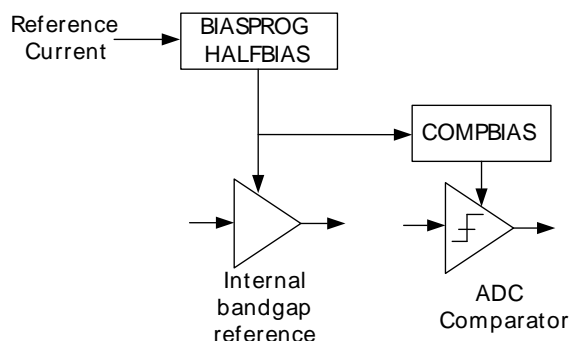 Reference
Current
BIASPROG
HALFBIAS
COMPBIAS
Internal
bandgap
reference
ADC
Comparator